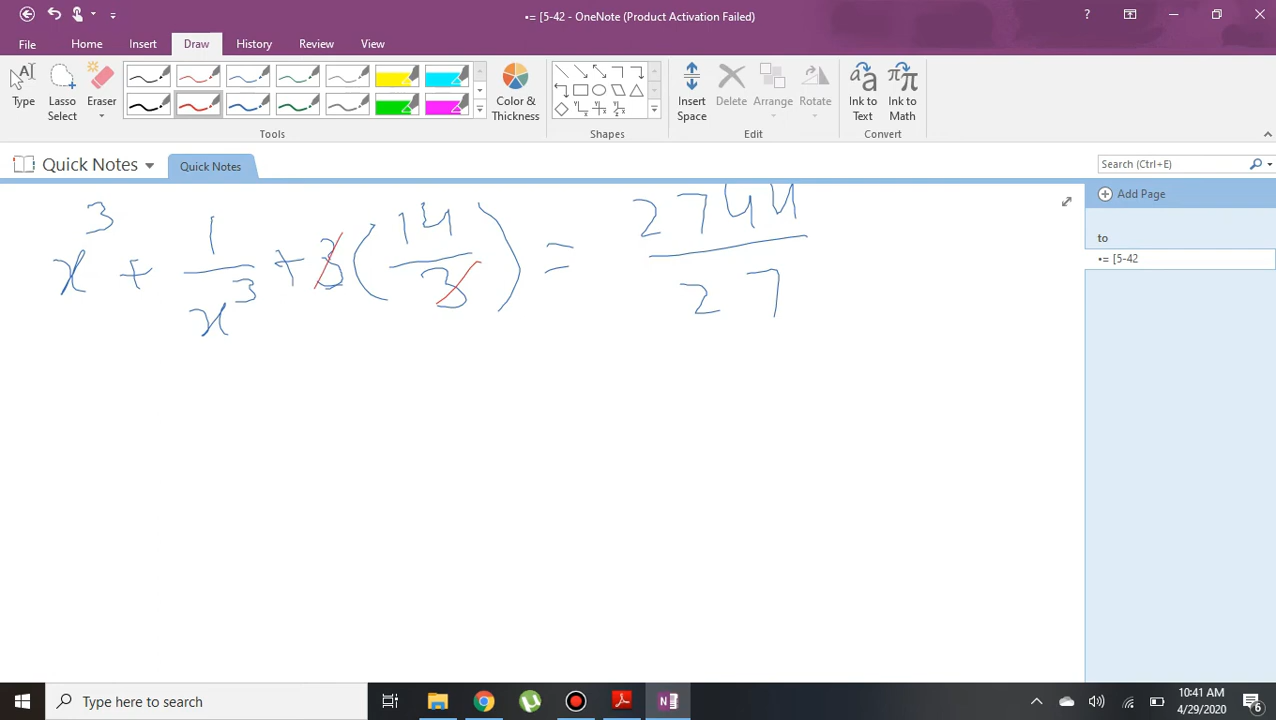 •= [5-42 - OneNote (Product Activation Failed)
?
File Home Insert Draw History Review View
Type
Lasso Select
Eraser
Color & Thickness
Insert Space
Delete
Arrange
Rotate
Ink to Text
Ink to Math
Tools
Shapes
Edit
Convert
Quick Notes
Quick Notes
Search (Ctrl+E)
Add Page
to
•= [5-42
x³ + 1/x³ + 3(14/3) = 2744/27
Type here to search
10:41 AM
4/29/2020
6